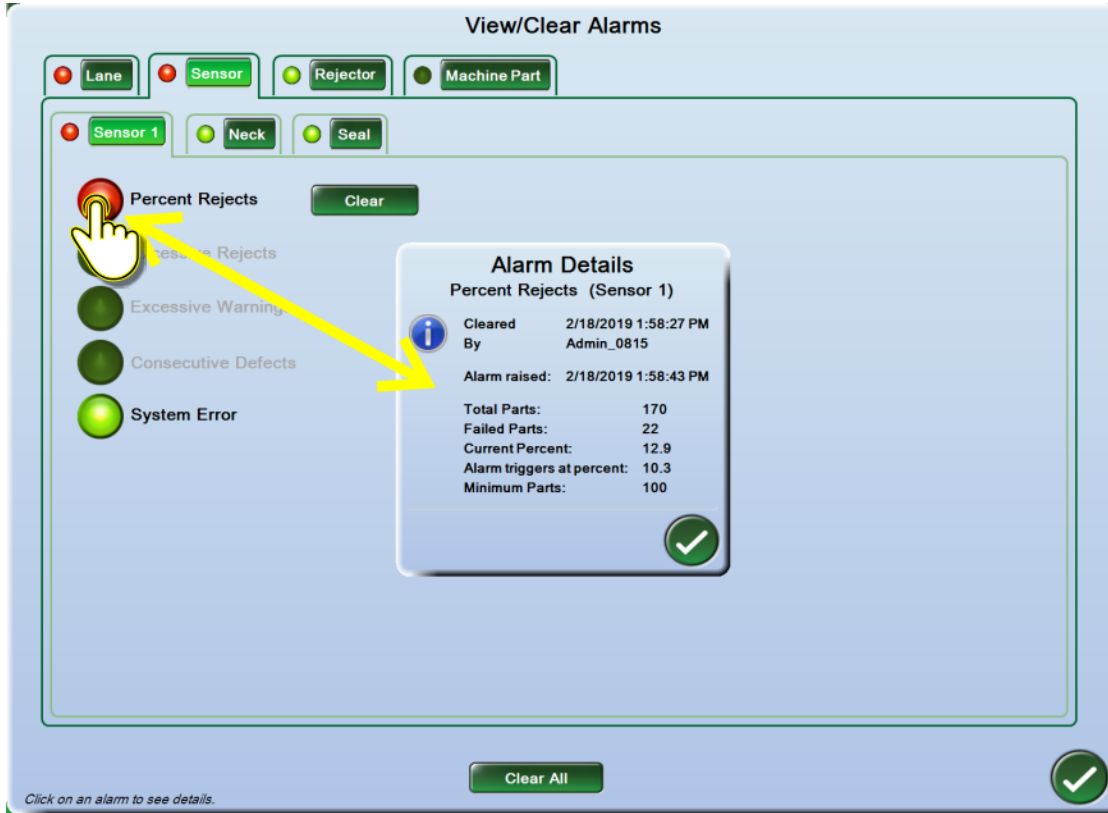 View/Clear Alarms
Lane Sensor Rejector Machine Part
Sensor 1 Neck Seal
Percent Rejects Clear
Rejects
Excessive Warning
Consecutive Defects
System Error
Alarm Details
Percent Rejects (Sensor 1)
Cleared 2/18/2019 1:58:27 PM
By Admin_0815
Alarm raised: 2/18/2019 1:58:43 PM
Total Parts: 170
Failed Parts: 22
Current Percent: 12.9
Alarm triggers at percent: 10.3
Minimum Parts: 100
Clear All
Click on an alarm to see details.